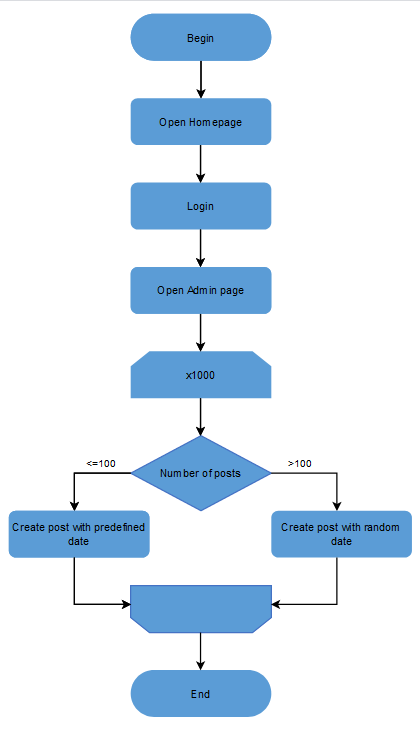 Begin
Open Homepage
Login
Open Admin page
x1000
Number of posts
<=100
>100
Create post with predefined
date
Create post with random
date
End